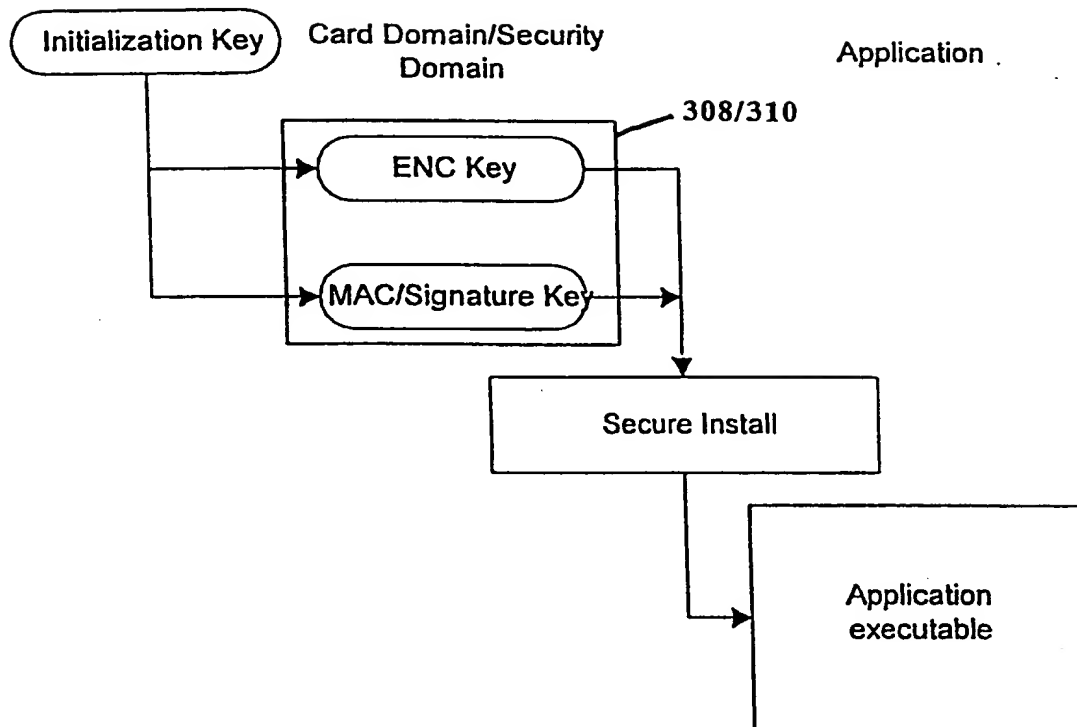 Initialization Key
Card Domain/Security
Domain
Application
308/310
ENC Key
MAC/Signature Key
Secure Install
Application
executable